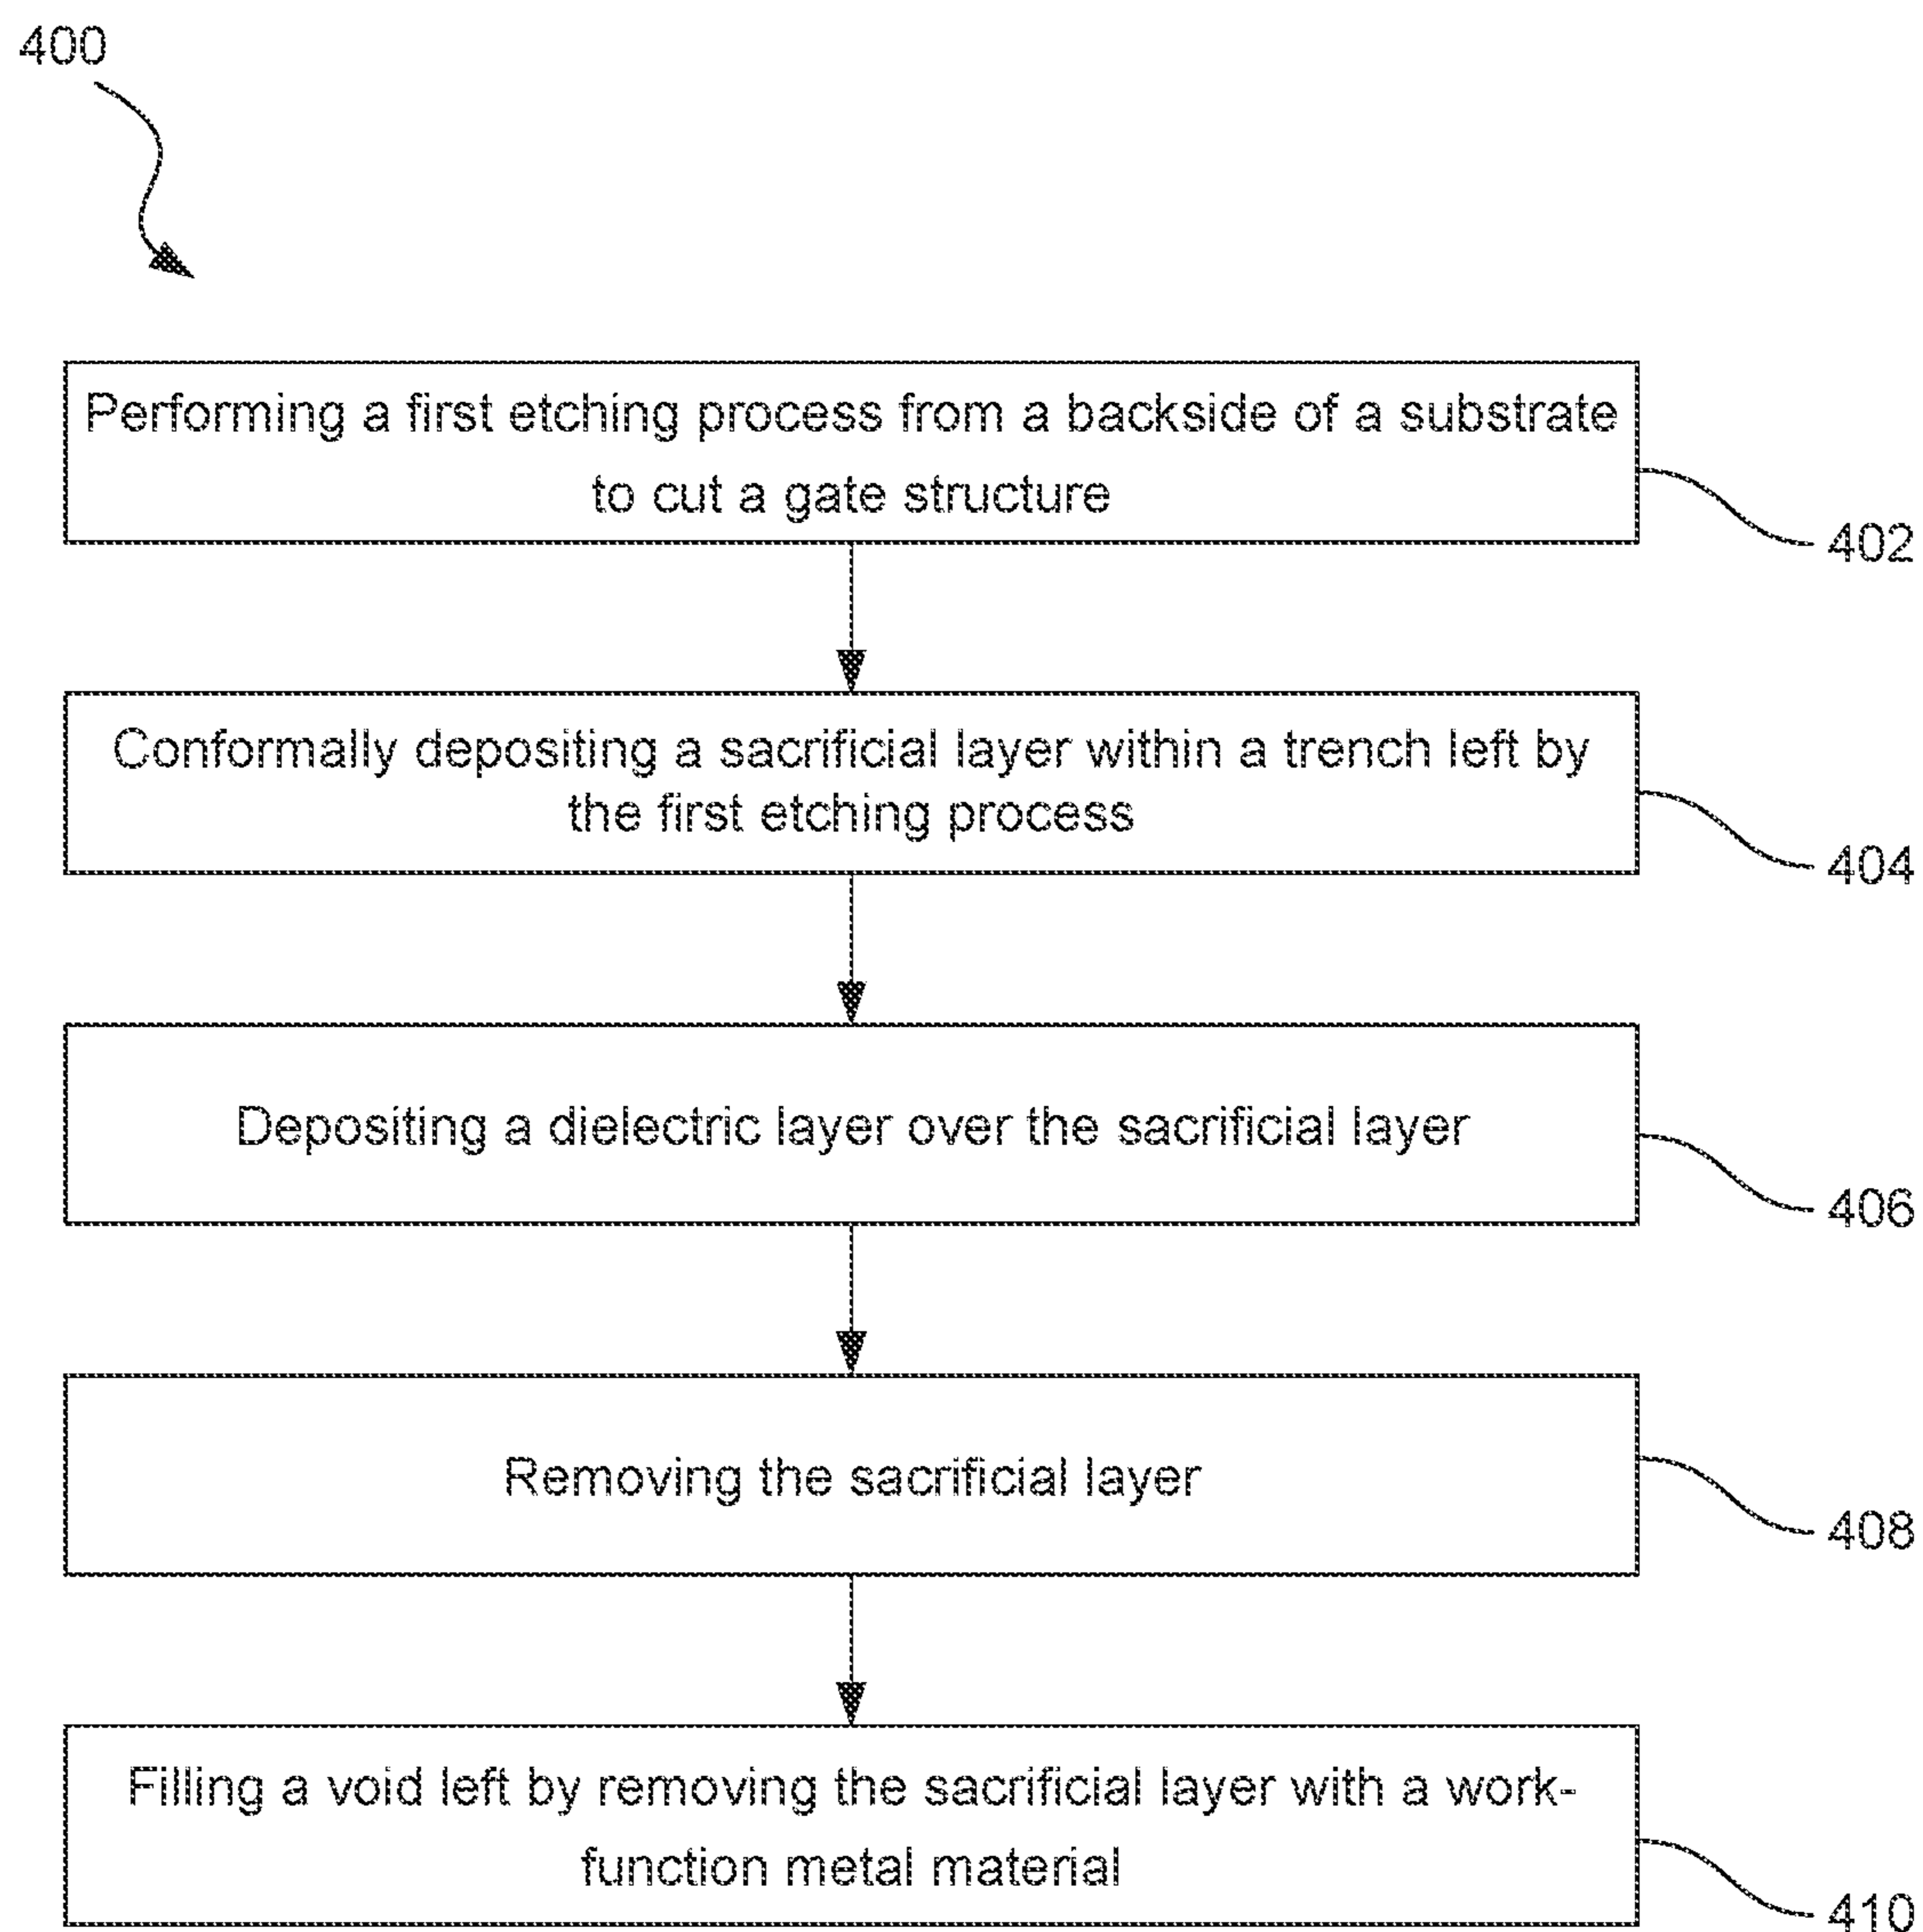 400
Performing a first etching process from a backside of a substrate
to cut a gate structure
402
Conformally depositing a sacrificial layer within a trench left by
the first etching process
404
Depositing a dielectric layer over the sacrificial layer
406
Removing the sacrificial layer
408
Filling a void left by removing the sacrificial layer with a work-
function metal material
410